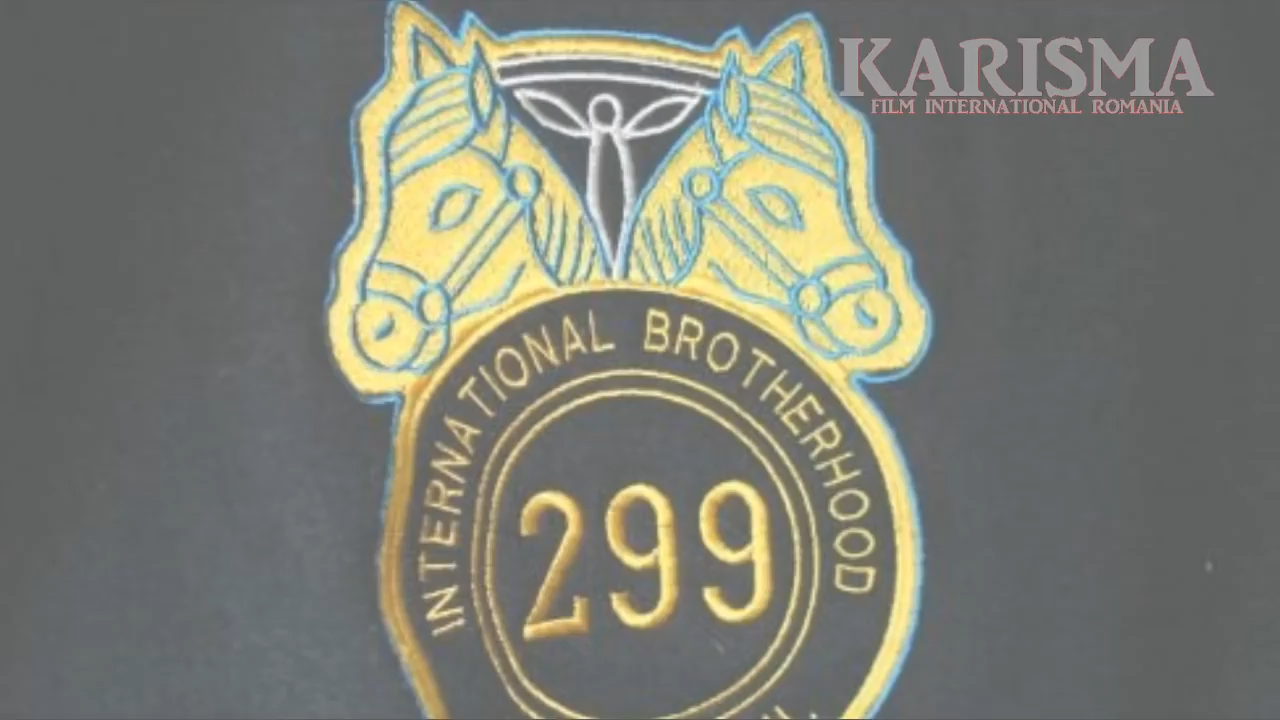 KARISMA
FILM INTERNATIONAL ROMANIA
INTERNATIONAL BROTHERHOOD
299